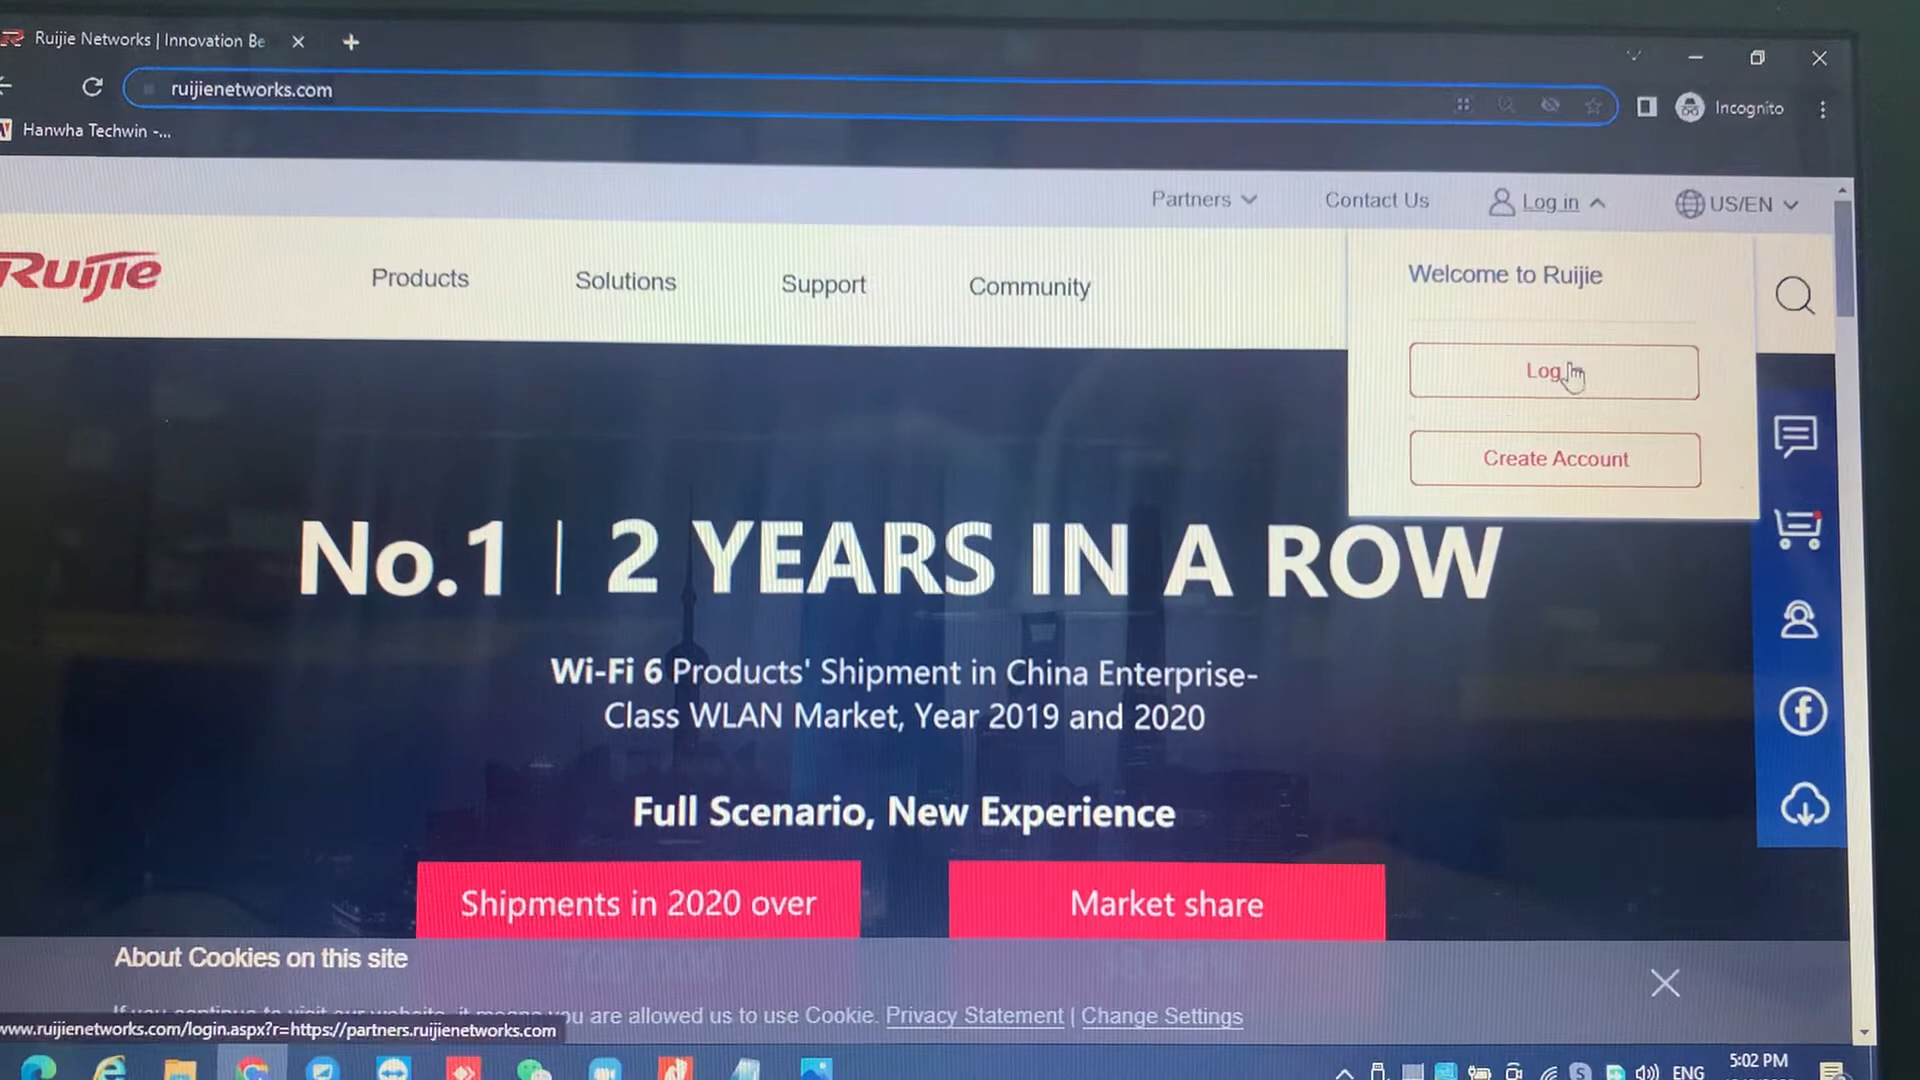 Ruijie Networks | Innovation Be
ruijienetworks.com
Incognito
Hanwha Techwin -...
Partners
Contact Us
Log in
US/EN
Ruijie
Products
Solutions
Support
Community
Welcome to Ruijie
Log
Create Account
No.1 | 2 YEARS IN A ROW
Wi-Fi 6 Products' Shipment in China Enterprise-
Class WLAN Market, Year 2019 and 2020
Full Scenario, New Experience
Shipments in 2020 over
Market share
About Cookies on this site
you are allowed us to use Cookie. Privacy Statement | Change Settings
www.ruijienetworks.com/login.aspx?r=https://partners.ruijienetworks.com
5:02 PM
ENG